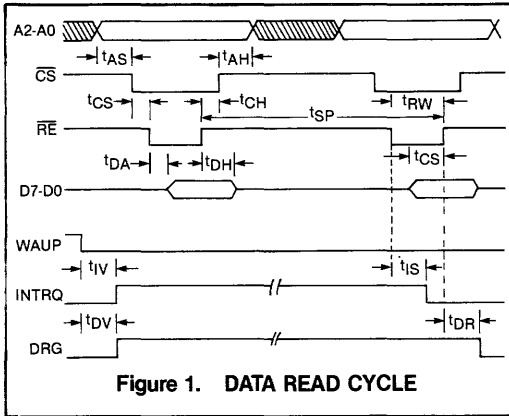 A2-A0
tAS
tAH
CS
tCS
tCH
tRW
tSP
RE
tCS
tDA
tDH
D7-D0
WAUP
tIV
tIS
INTRQ
tDV
tDR
DRG
Figure 1. DATA READ CYCLE